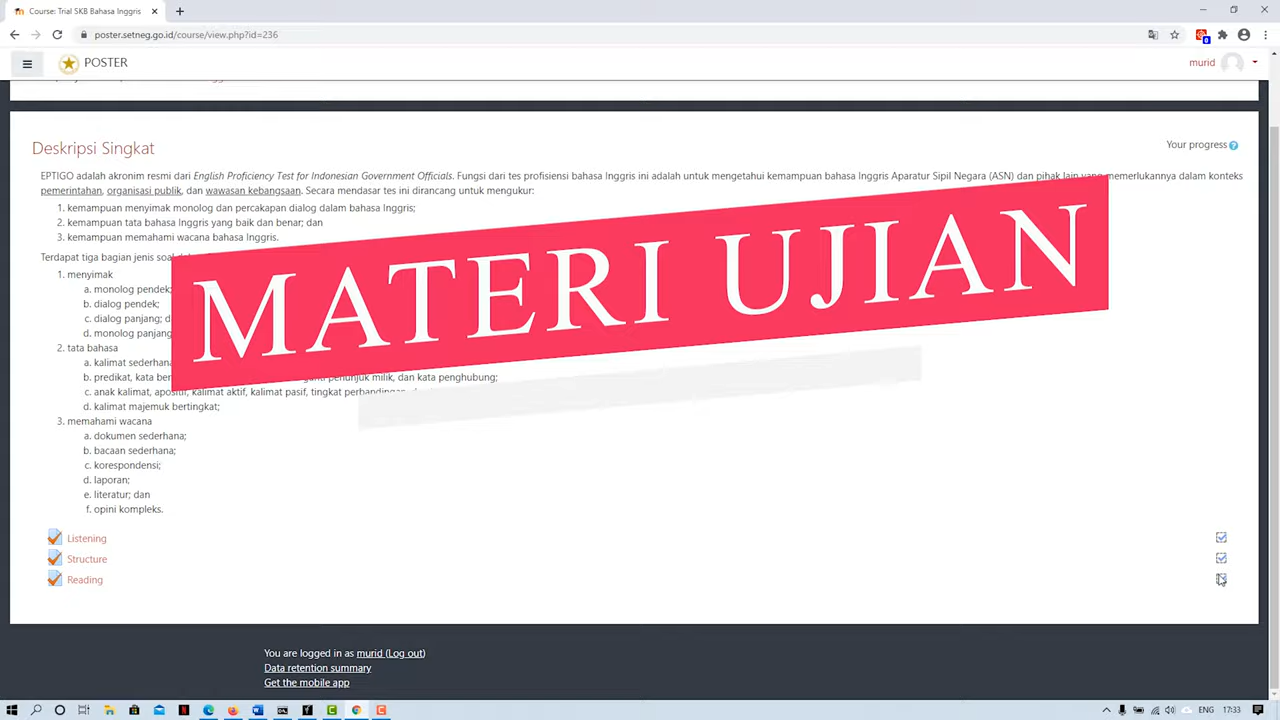 Course: Trial SKB Bahasa Inggris
poster.setneg.go.id/course/view.php?id=236
POSTER
murid
Deskripsi Singkat
Your progress
EPTIGO adalah akronim resmi dari English Proficiency Test for Indonesian Government Officials. Fungsi dari tes profisiensi bahasa Inggris ini adalah untuk mengetahui kemampuan bahasa Inggris Aparatur Sipil Negara (ASN) dan pihak lain yang memerlukannya dalam konteks
pemerintahan, organisasi publik, dan wawasan kebangsaan. Secara mendasar tes ini dirancang untuk mengukur:
1. kemampuan menyimak monolog dan percakapan dialog dalam bahasa Inggris;
2. kemampuan tata bahasa Inggris yang baik dan benar; dan
3. kemampuan memahami wacana bahasa Inggris.
Terdapat tiga bagian jenis soal
MATERI UJIAN
1. menyimak
a. monolog pendek;
b. dialog pendek;
c. dialog panjang; d
d. monolog panjang
2. tata bahasa
a. kalimat sederhana
b. predikat, kata penunjuk milik, dan kata penghubung;
c. anak kalimat, apositif, kalimat aktif, kalimat pasif, tingkat perbandingan,
d. kalimat majemuk bertingkat;
3. memahami wacana
a. dokumen sederhana;
b. bacaan sederhana;
c. korespondensi;
d. laporan;
e. literatur; dan
f. opini kompleks.
Listening
Structure
Reading
You are logged in as murid (Log out)
Data retention summary
Get the mobile app
ENG
17:33